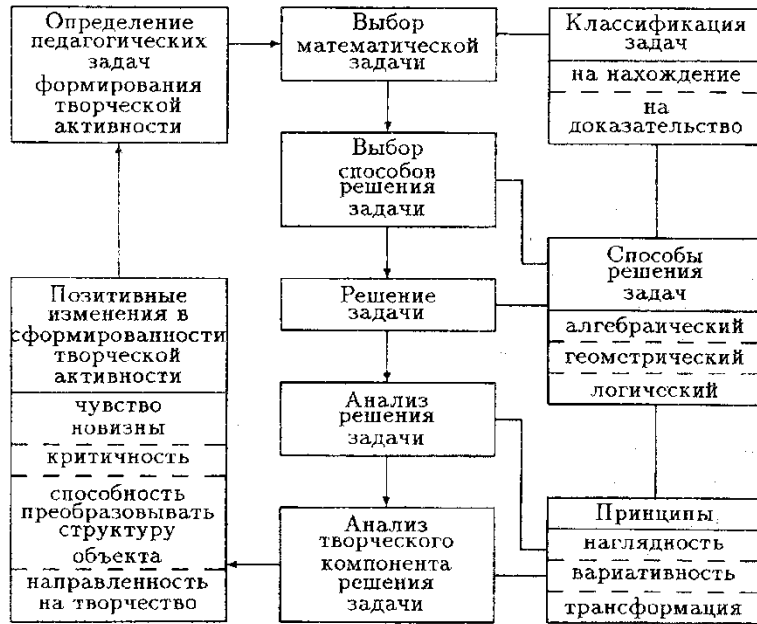 Определение
педагогических
задач
формирования
творческой
активности
Выбор
математической
задачи
Классификация
задач
на нахождение
на
доказательство
Выбор
способов
решения
задачи
Способы
решения
задач
алгебраический
геометрический
логический
Решение
задачи
Позитивные
изменения в
сформированности
творческой
активности
чувство
новизны
критичность
способность
преобразовывать
структуру
объекта
направленность
на творчество
Анализ
решения
задачи
Анализ
творческого
компонента
решения
задачи
Принципы
наглядность
вариативность
трансформация